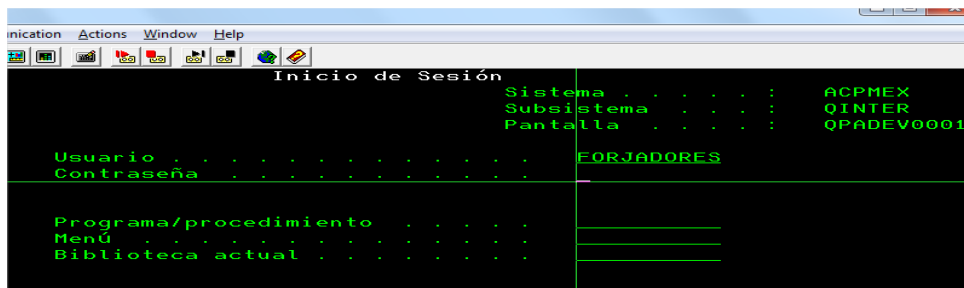 nication Actions Window Help
Inicio de Sesión
Sistema . . . . . : ACPMEX
Subsistema . . . : QINTER
Pantalla . . . . : QPADEV0001
Usuario . . . . . . . . . . . . . FORJADORES
Contraseña . . . . . . . . . . .
Programa/procedimiento . . . . .
Menú . . . . . . . . . . . . . .
Biblioteca actual . . . . . . . .